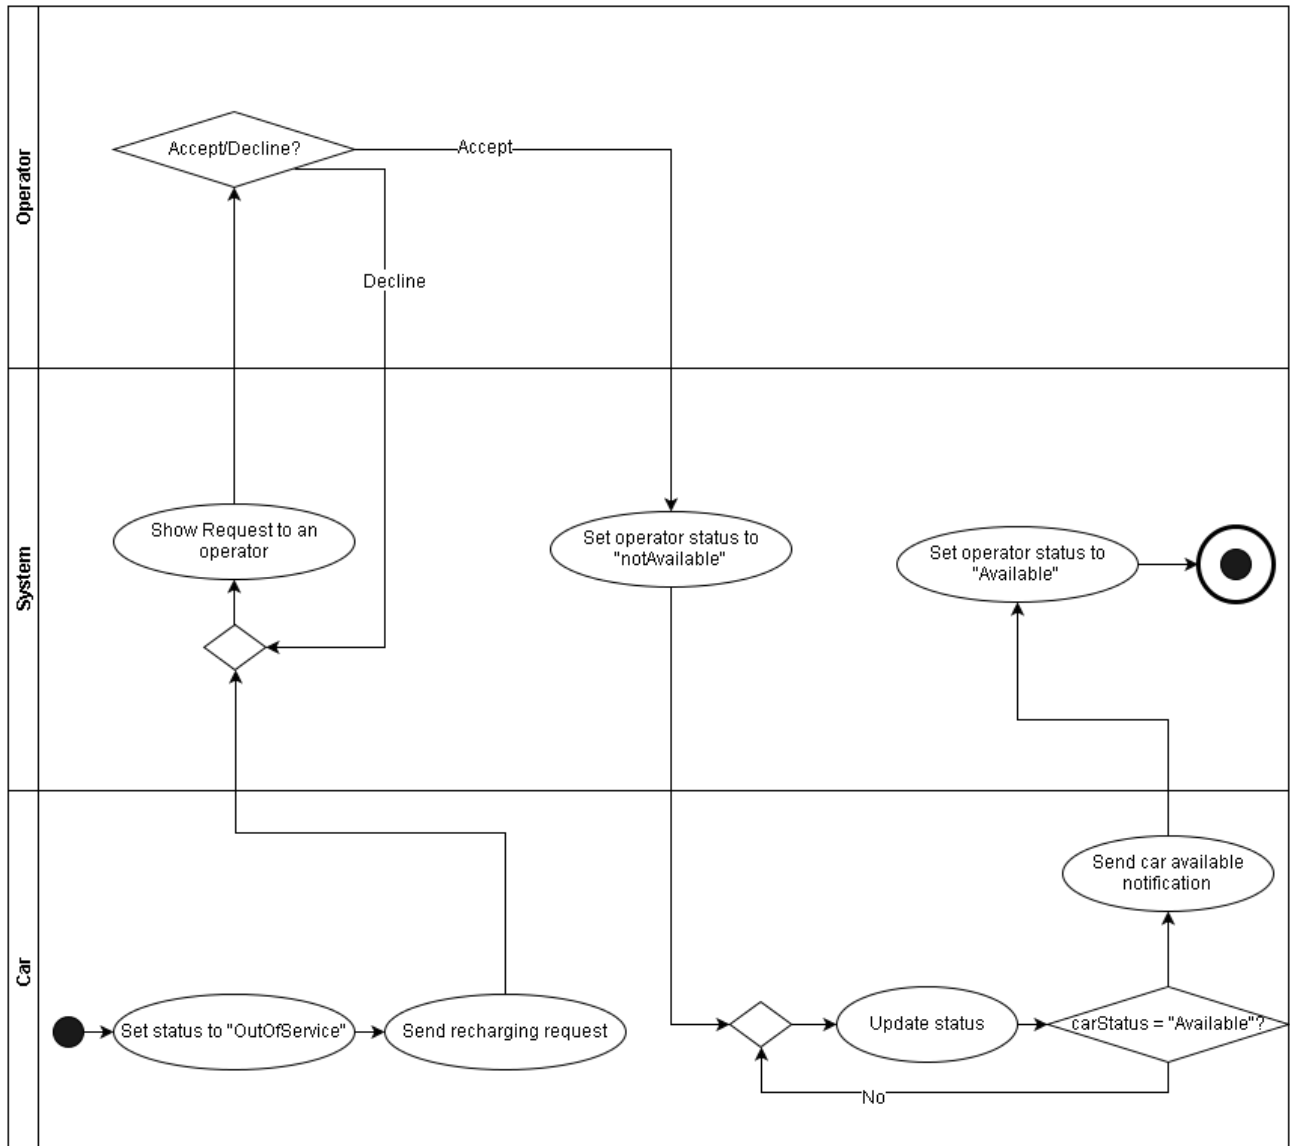 Operator
Accept/Decline?
Accept
Decline
System
Show Request to an
operator
Set operator status to
"notAvailable"
Set operator status to
"Available"
Car
Send car available
notification
Set status to "OutOfService"
Send recharging request
Update status
carStatus = "Available"?
No